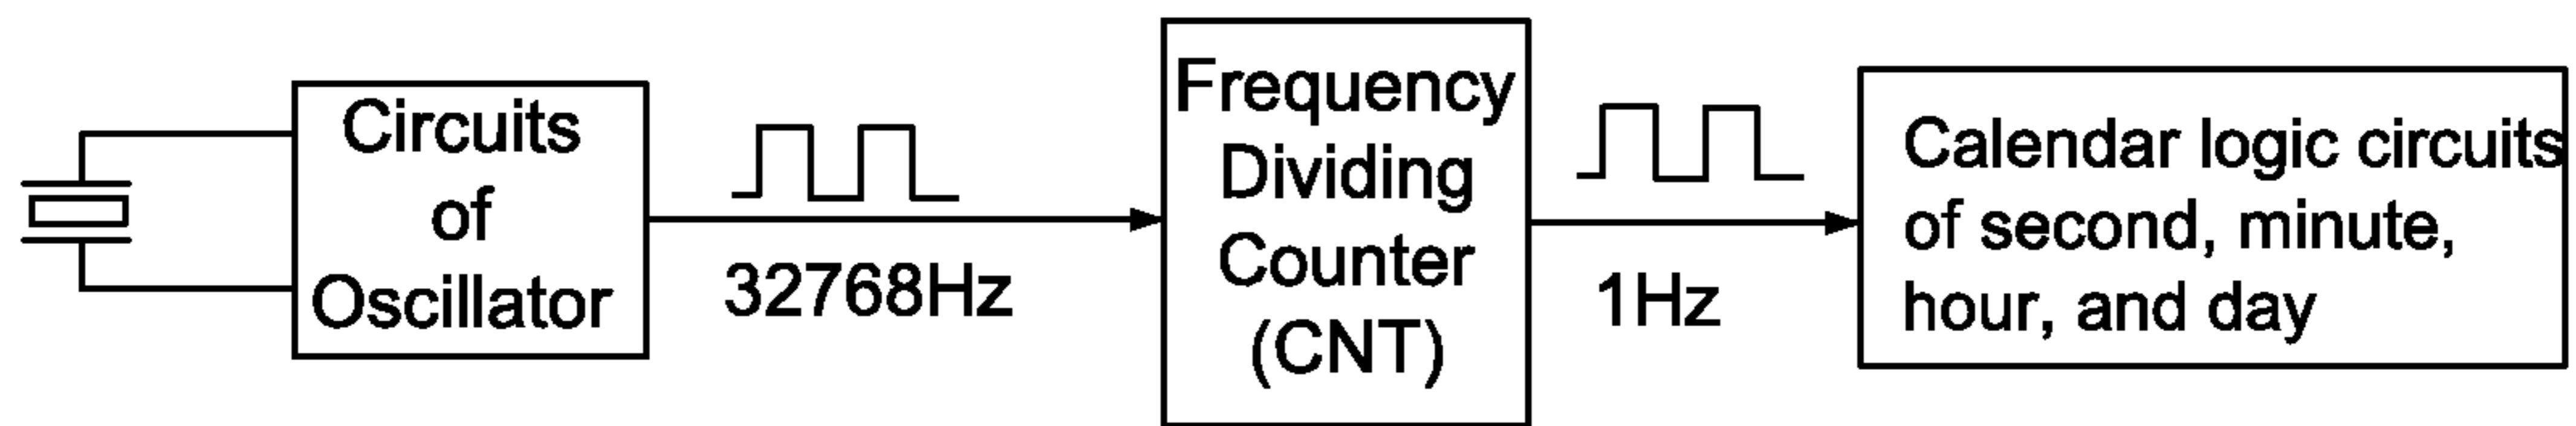 Circuits
of
Oscillator
32768Hz
Frequency
Dividing
Counter
(CNT)
1Hz
Calendar logic circuits
of second, minute,
hour, and day